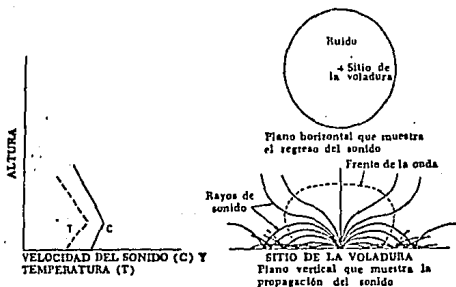 Ruido
+ Sitio de
la voladura
Plano horizontal que muestra
el regreso del sonido
Frente de la onda
Rayos de
sonido
ALTURA
T
C
VELOCIDAD DEL SONIDO (C) Y
TEMPERATURA (T)
SITIO DE LA VOLADURA
Plano vertical que muestra la
propagación del sonido